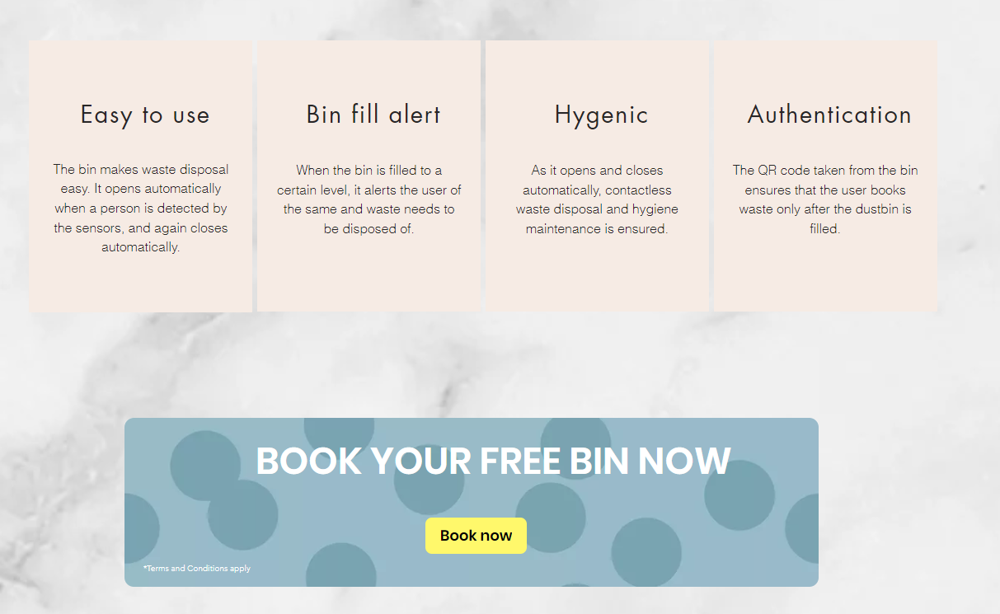 Easy to use
The bin makes waste disposal
easy. It opens automatically
when a person is detected by
the sensors, and again closes
automatically.
Bin fill alert
When the bin is filled to a
certain level, it alerts the user of
the same and waste needs to
be disposed of.
Hygenic
As it opens and closes
automatically, contactless
waste disposal and hygiene
maintenance is ensured.
Authentication
The QR code taken from the bin
ensures that the user books
waste only after the dustbin is
filled.
BOOK YOUR FREE BIN NOW
Book now
*Terms and Conditions apply